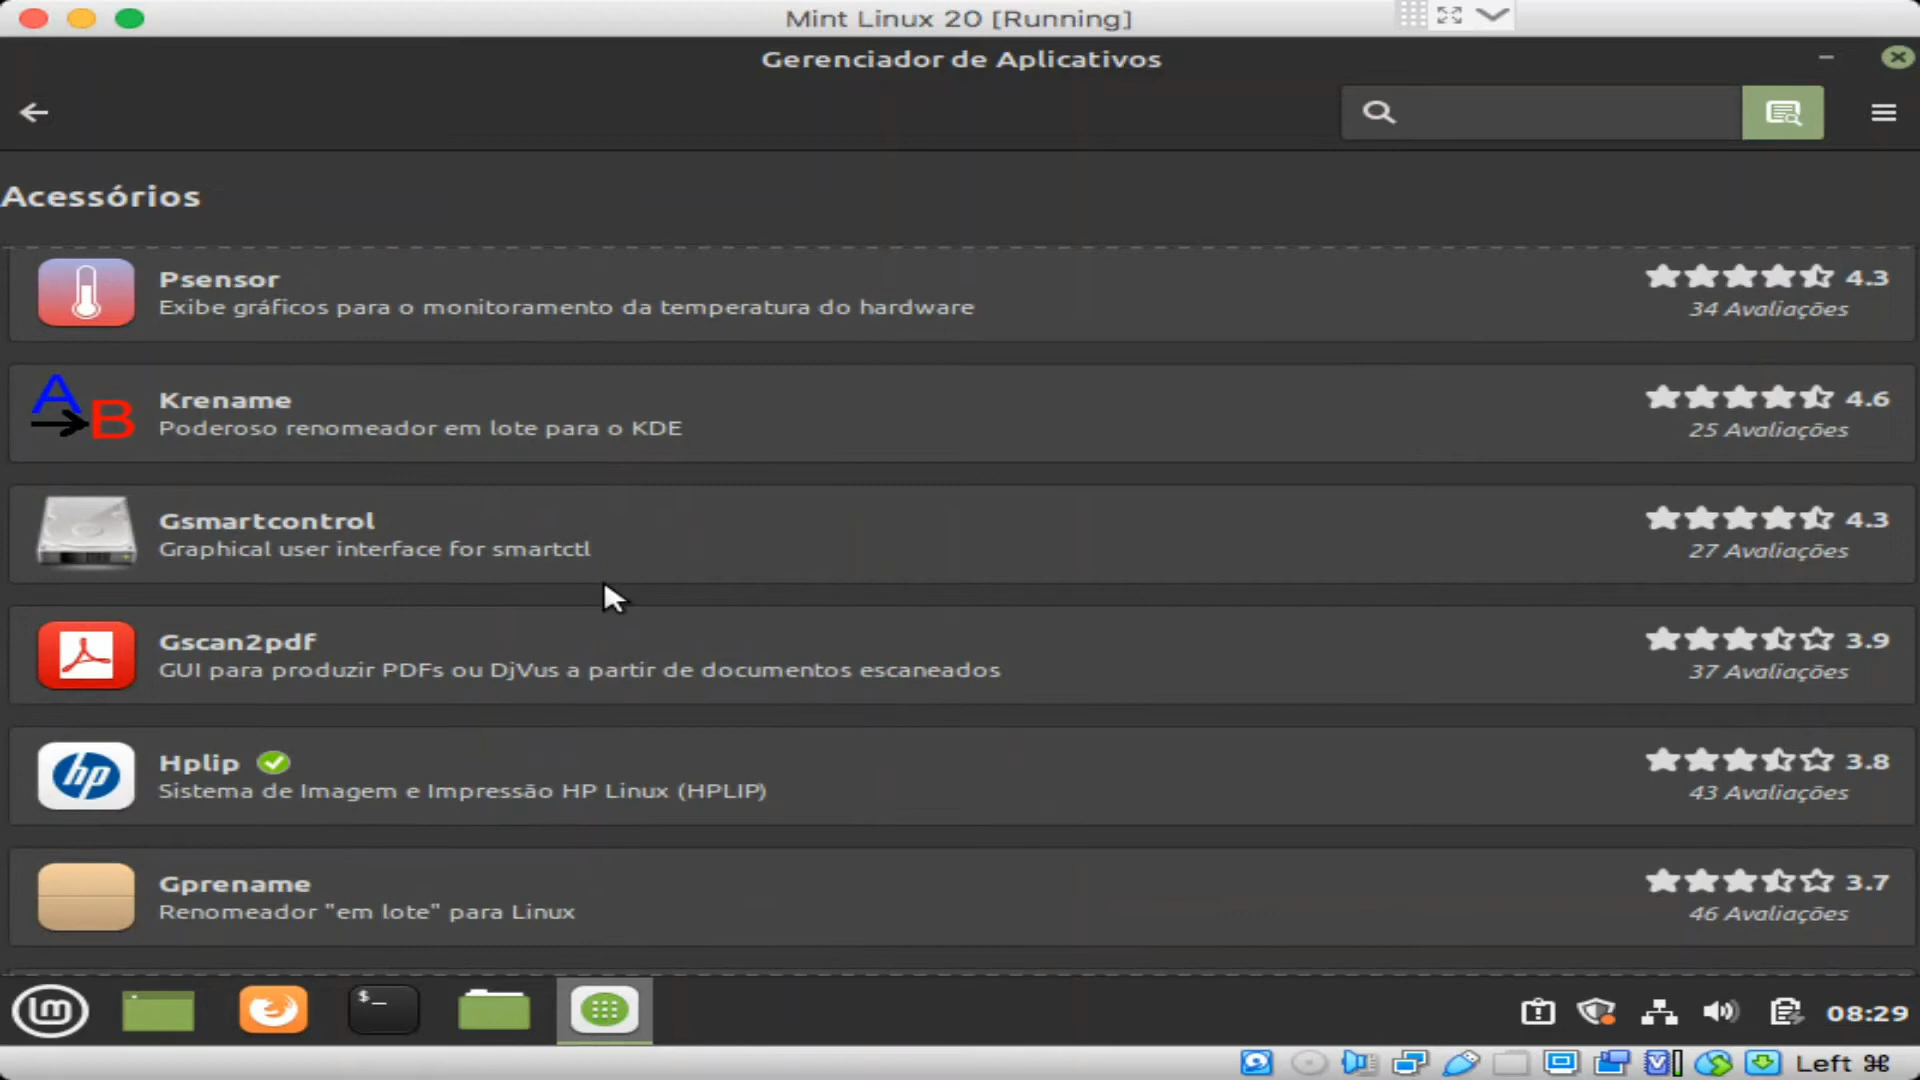 Mint Linux 20 [Running]
Gerenciador de Aplicativos
Acessórios
Psensor
Exibe gráficos para o monitoramento da temperatura do hardware
4.3
34 Avaliações
A
B
Krename
Poderoso renomeador em lote para o KDE
4.6
25 Avaliações
Gsmartcontrol
Graphical user interface for smartctl
4.3
27 Avaliações
Gscan2pdf
GUI para produzir PDFs ou DjVus a partir de documentos escaneados
3.9
37 Avaliações
hp
Hplip
Sistema de Imagem e Impressão HP Linux (HPLIP)
3.8
43 Avaliações
Gprename
Renomeador "em lote" para Linux
3.7
46 Avaliações
lm
$_
08:29
Left ⌘